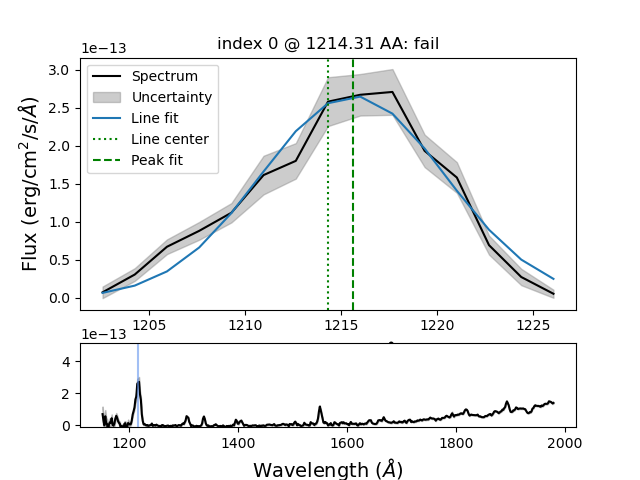 index 0 @ 1214.31 AA: fail
1e−13
3.0
2.5
2.0
1.5
1.0
0.5
0.0
Flux (erg/cm²/s/Å)
Spectrum
Uncertainty
Line fit
Line center
Peak fit
1205 1210 1215 1220 1225
1e−13
4
2
0
1200 1400 1600 1800 2000
Wavelength (Å)